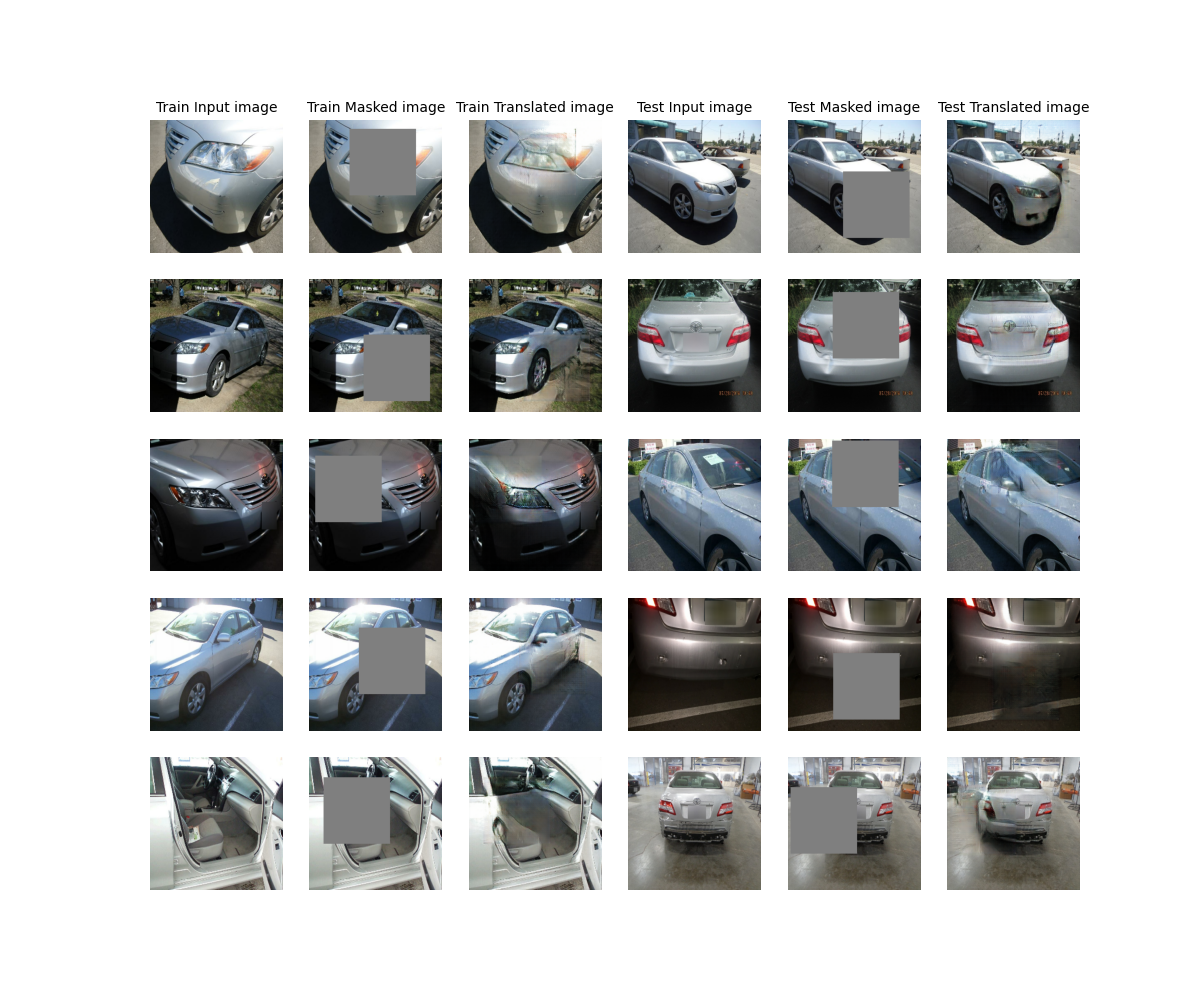 Train Input image
Train Masked image
Train Translated image
Test Input image
Test Masked image
Test Translated image